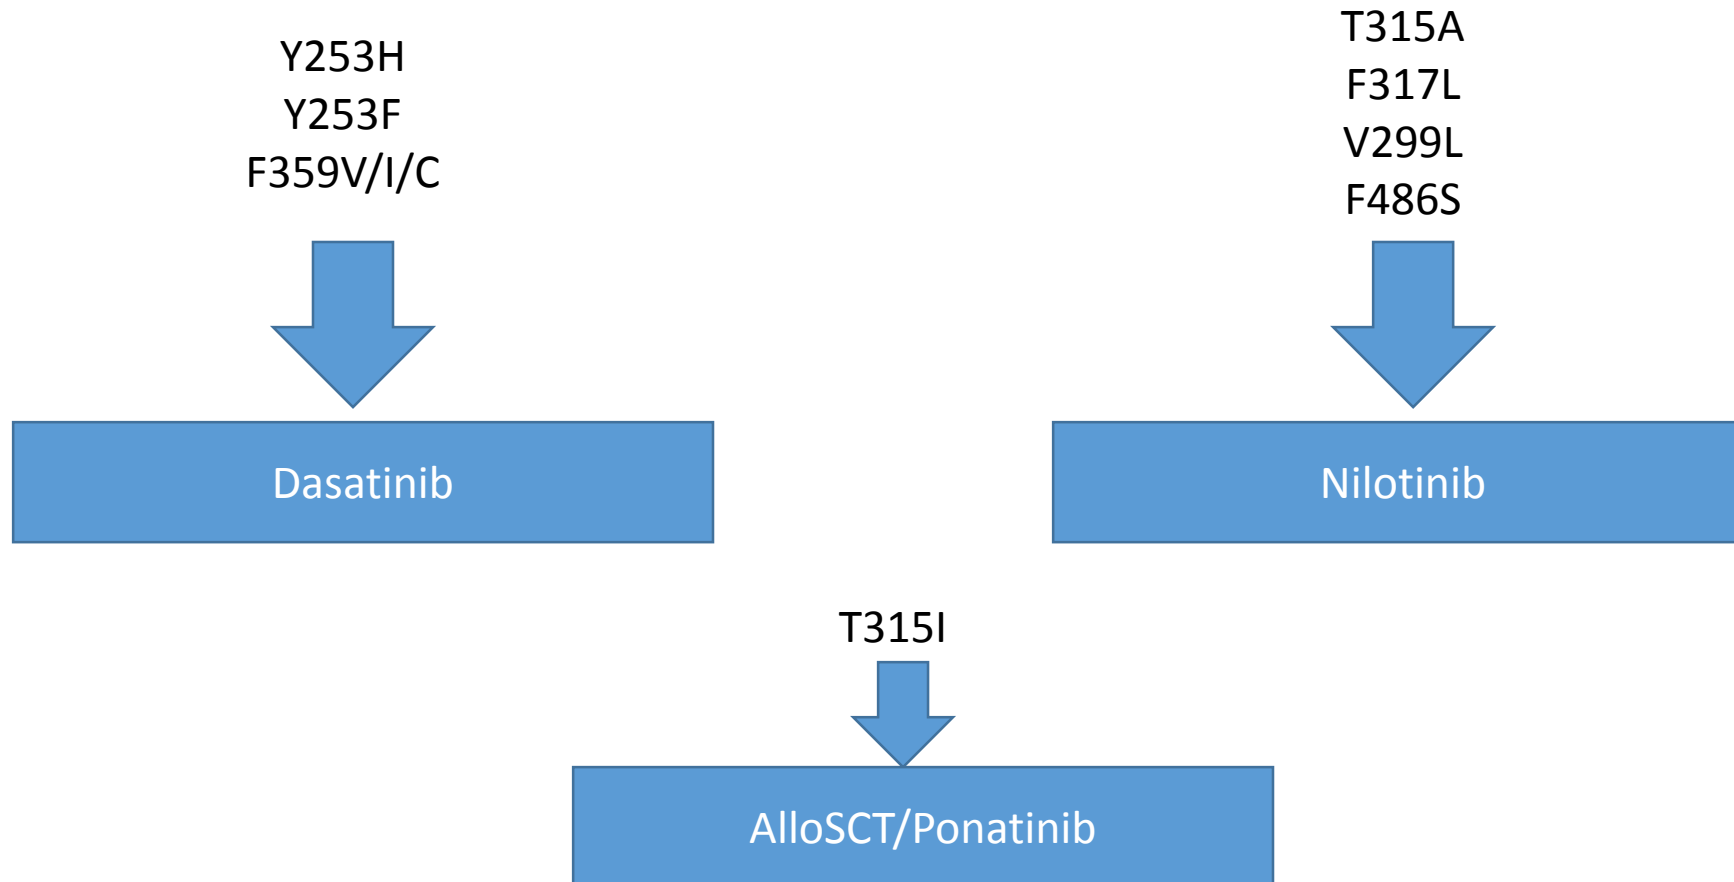 Y253H
Y253F
F359V/I/C
Dasatinib
T315A
F317L
V299L
F486S
Nilotinib
T315I
AlloSCT/Ponatinib